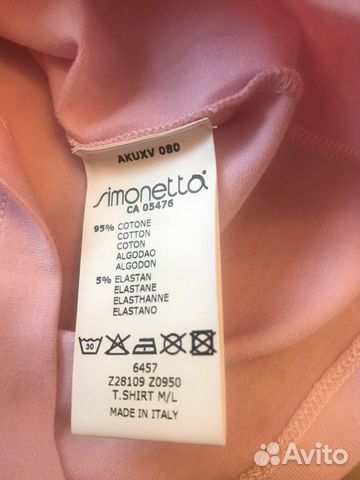 AKUXV 080
simonetta
CA 05476
95% COTONE
COTTON
COTON
ALGODAO
ALGODON
5% ELASTAN
ELASTANE
ELASTHANNE
ELASTANO
30
6457
Z28109 Z0950
T.SHIRT M/L
MADE IN ITALY
Avito